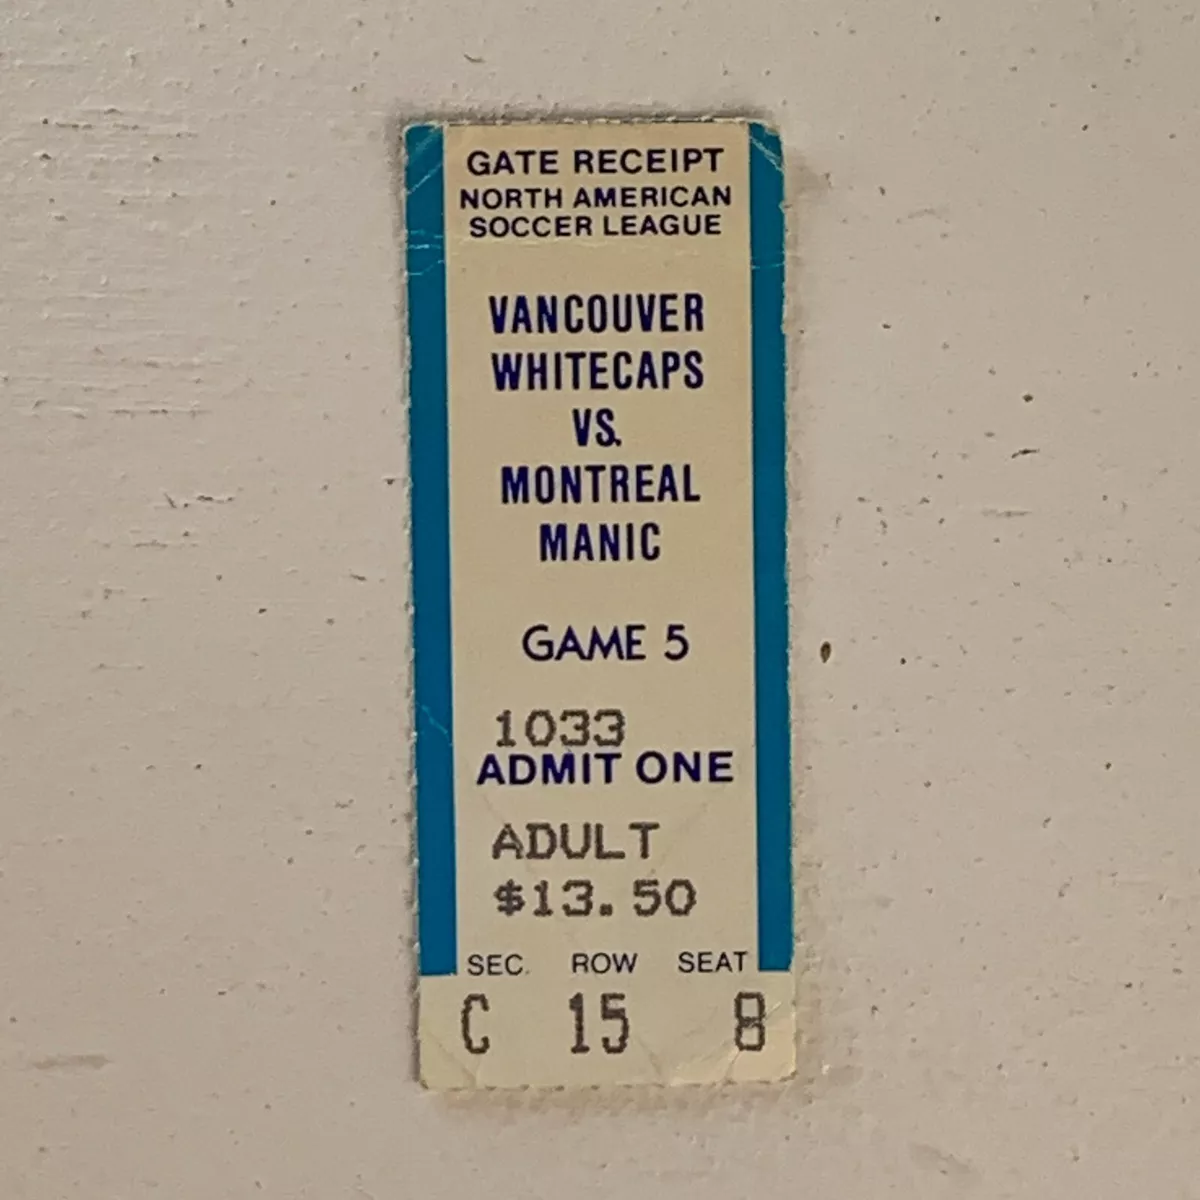 GATE RECEIPT
NORTH AMERICAN
SOCCER LEAGUE
VANCOUVER
WHITECAPS
VS.
MONTREAL
MANIC
GAME 5
1033
ADMIT ONE
ADULT
$13.50
SEC. ROW SEAT
C 15 8